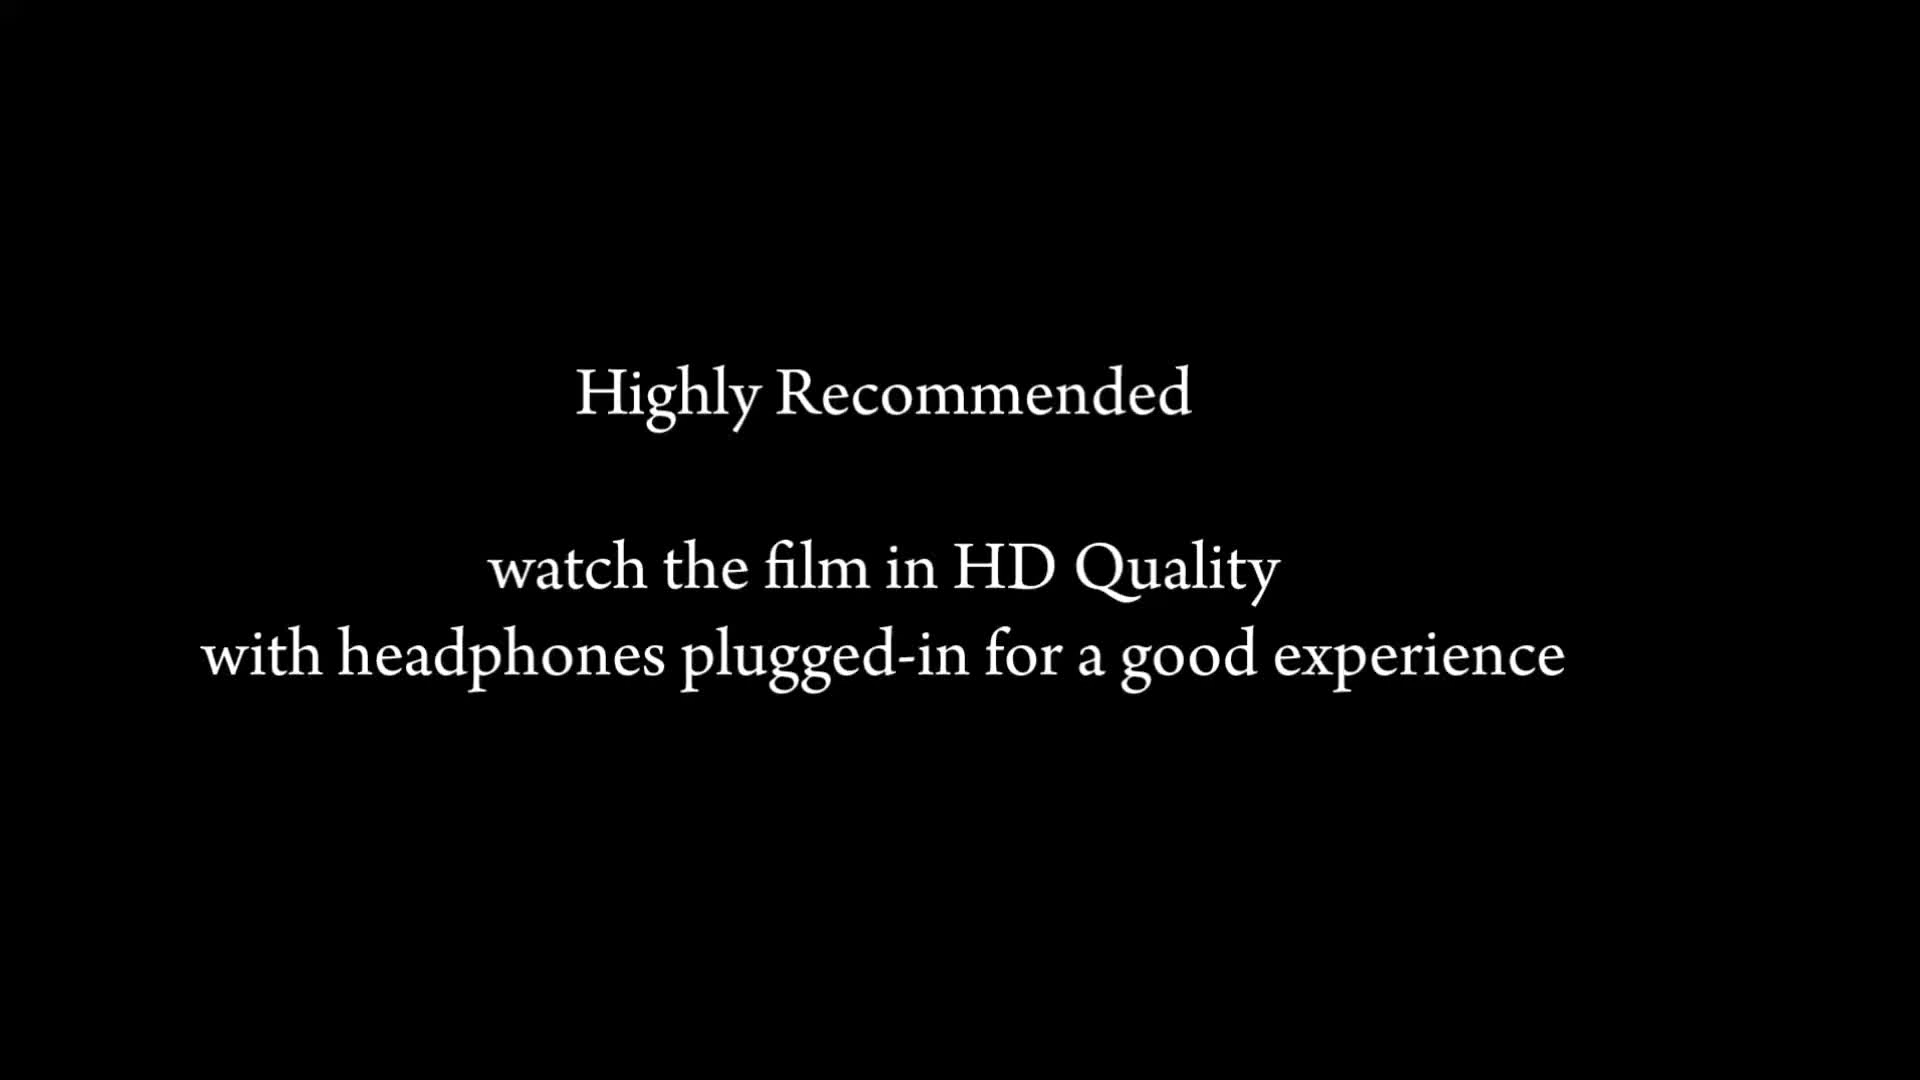 Highly Recommended
watch the film in HD Quality
with headphones plugged-in for a good experience